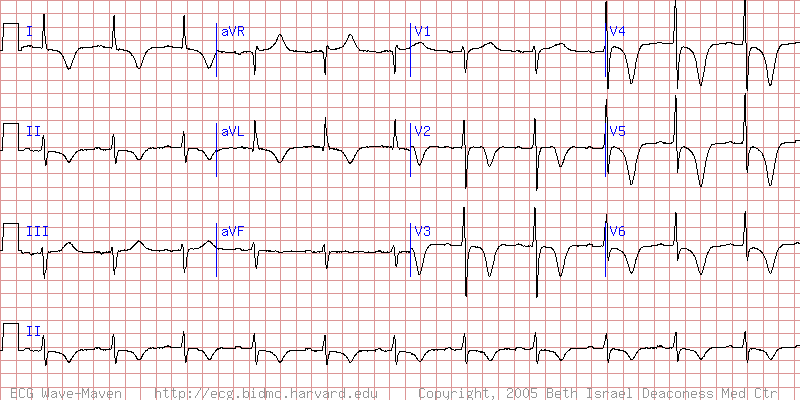 I aVR V1 V4
II aVL V2 V5
III aVF V3 V6
II
ECG Wave-Maven | http://ecg.bidmc.harvard.edu | Copyright, 2005 Beth Israel Deaconess Med Ctr